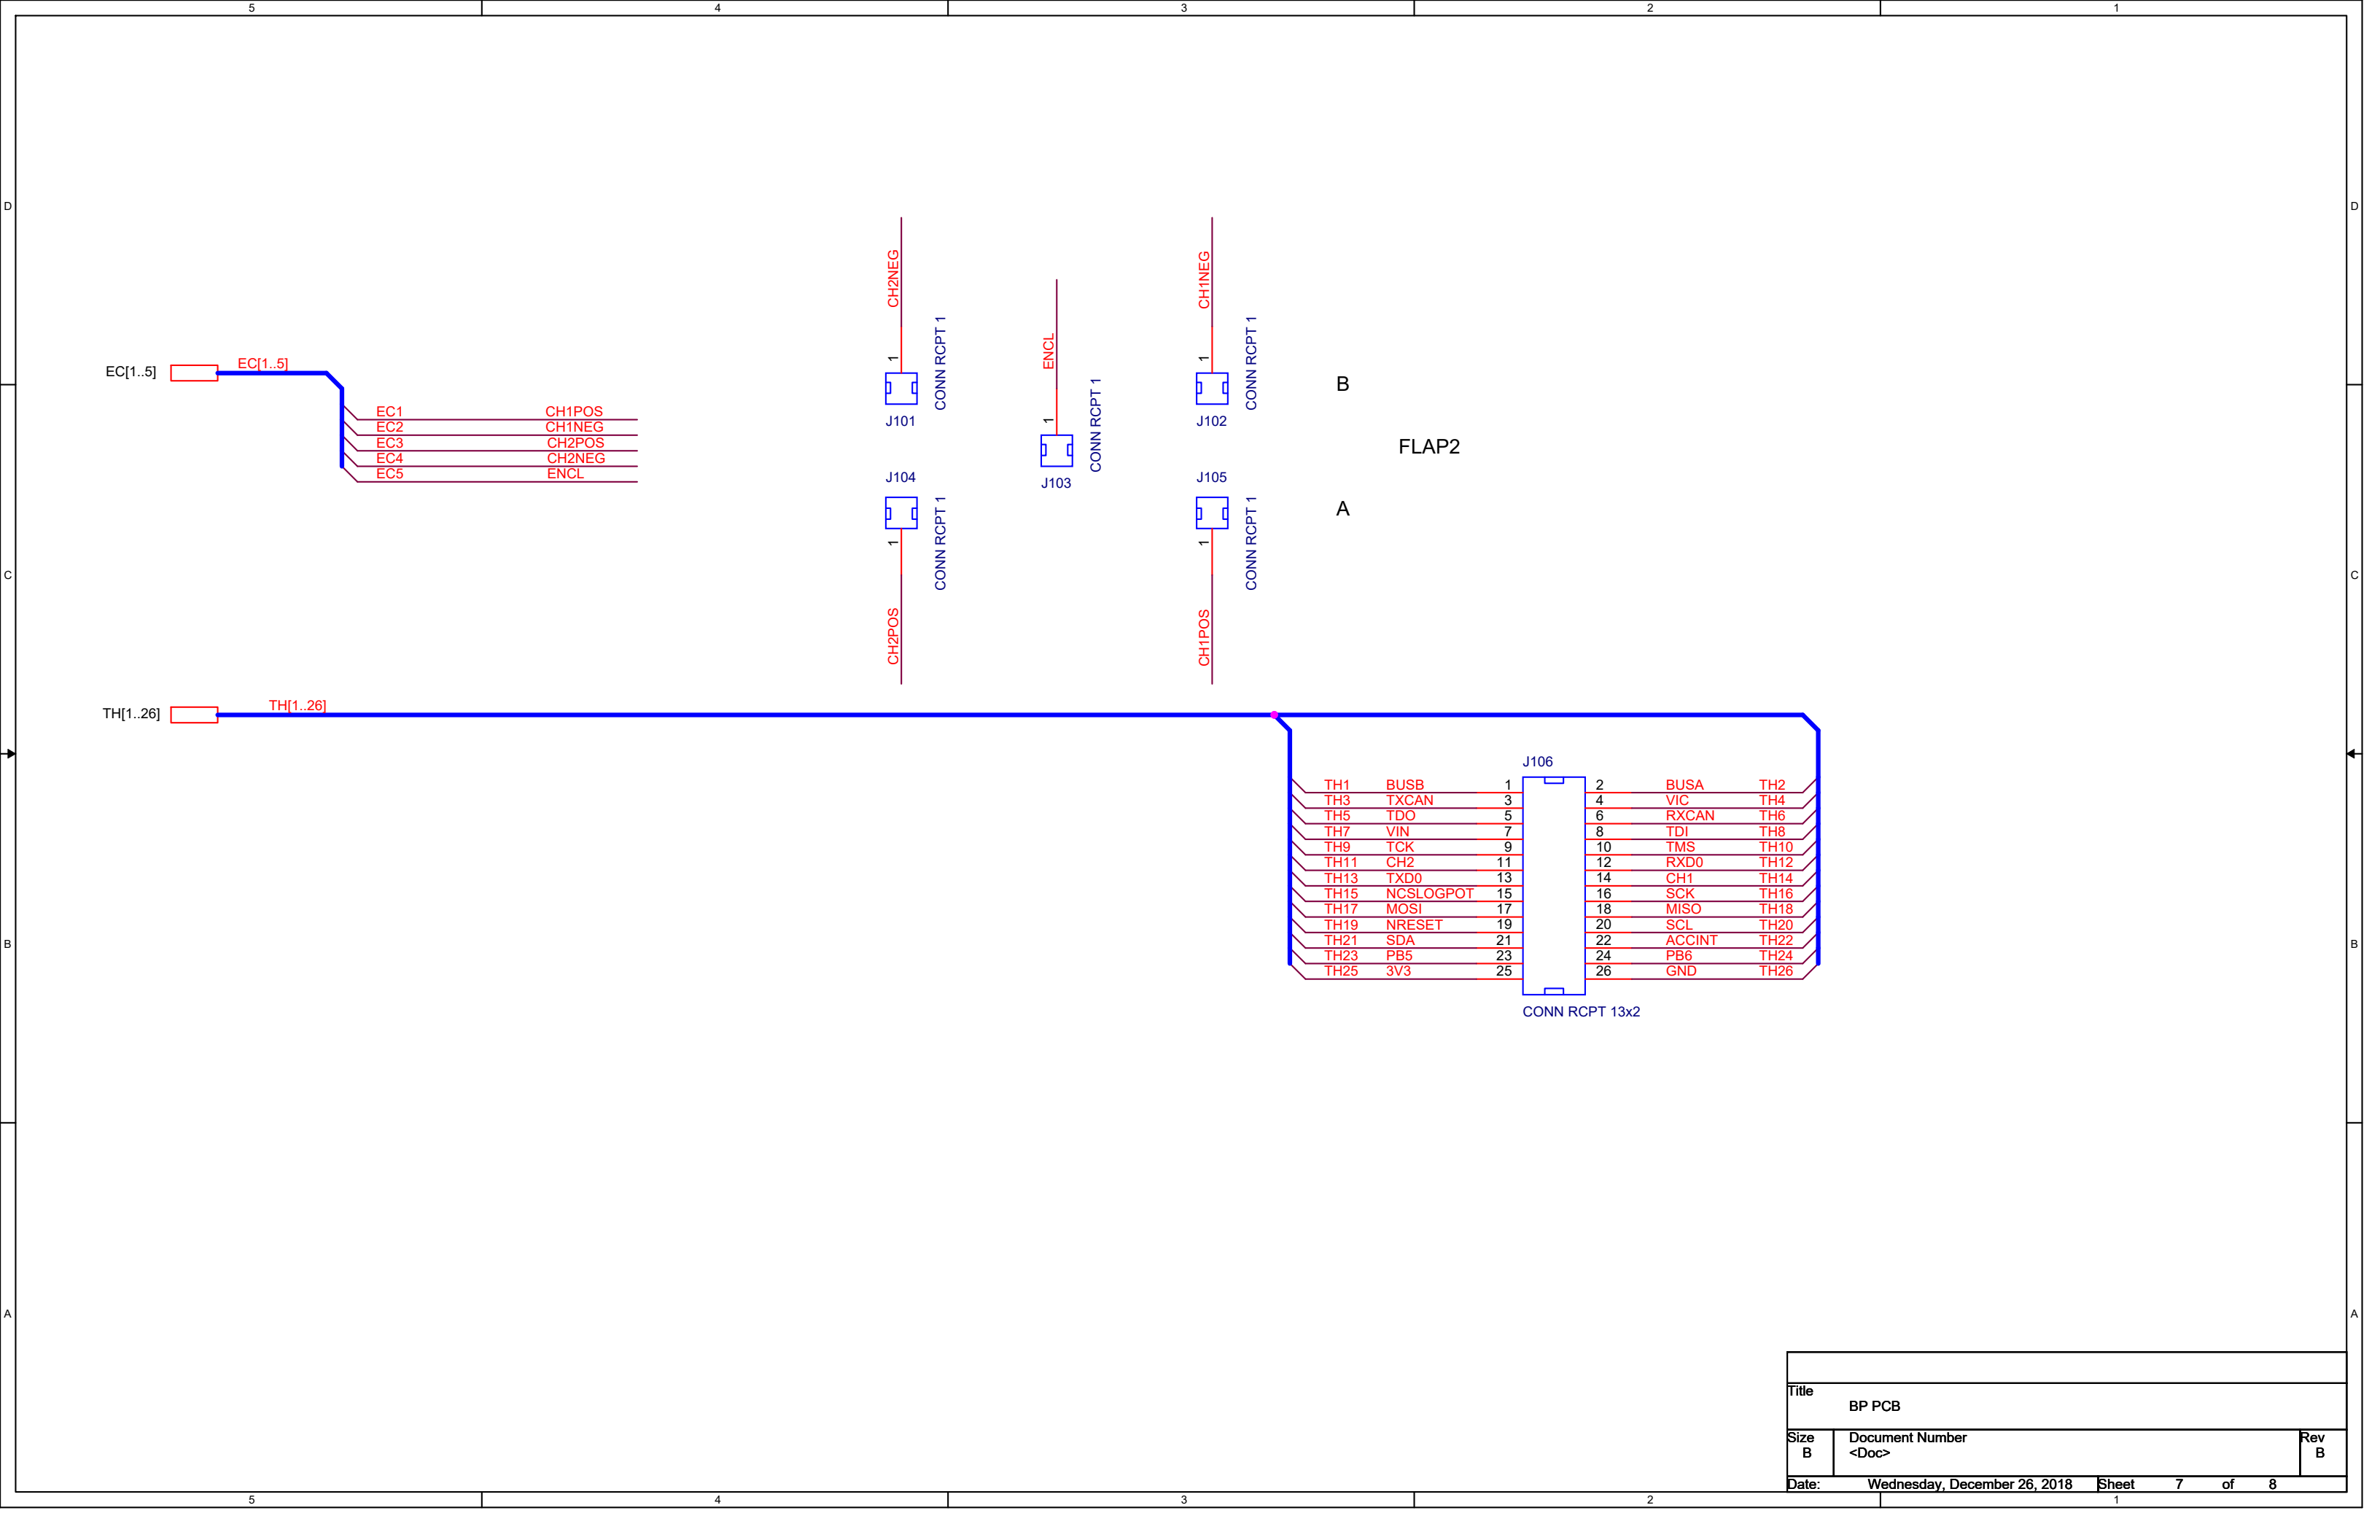 5 4 3 2 1
D D
CH2NEG
CH1NEG
ENCL
1 CONN RCPT 1
1 CONN RCPT 1
EC[1..5] EC[1..5]
B
J101
J102
1 CONN RCPT 1
EC1 CH1POS
EC2 CH1NEG
EC3 CH2POS
EC4 CH2NEG
EC5 ENCL
FLAP2
J104
J103
J105
A
1 CONN RCPT 1
1 CONN RCPT 1
C C
CH2POS
CH1POS
TH[1..26] TH[1..26]
J106
TH1 BUSB 1 2 BUSA TH2
TH3 TXCAN 3 4 VIC TH4
TH5 TDO 5 6 RXCAN TH6
TH7 VIN 7 8 TDI TH8
TH9 TCK 9 10 TMS TH10
TH11 CH2 11 12 RXD0 TH12
TH13 TXD0 13 14 CH1 TH14
TH15 NCSLOGPOT 15 16 SCK TH16
TH17 MOSI 17 18 MISO TH18
TH19 NRESET 19 20 SCL TH20
TH21 SDA 21 22 ACCINT TH22
TH23 PB5 23 24 PB6 TH24
TH25 3V3 25 26 GND TH26
B B
CONN RCPT 13x2
A A
Title
BP PCB
Size Document Number Rev
B <Doc> B
Date: Wednesday, December 26, 2018 Sheet 7 of 8
5 4 3 2 1